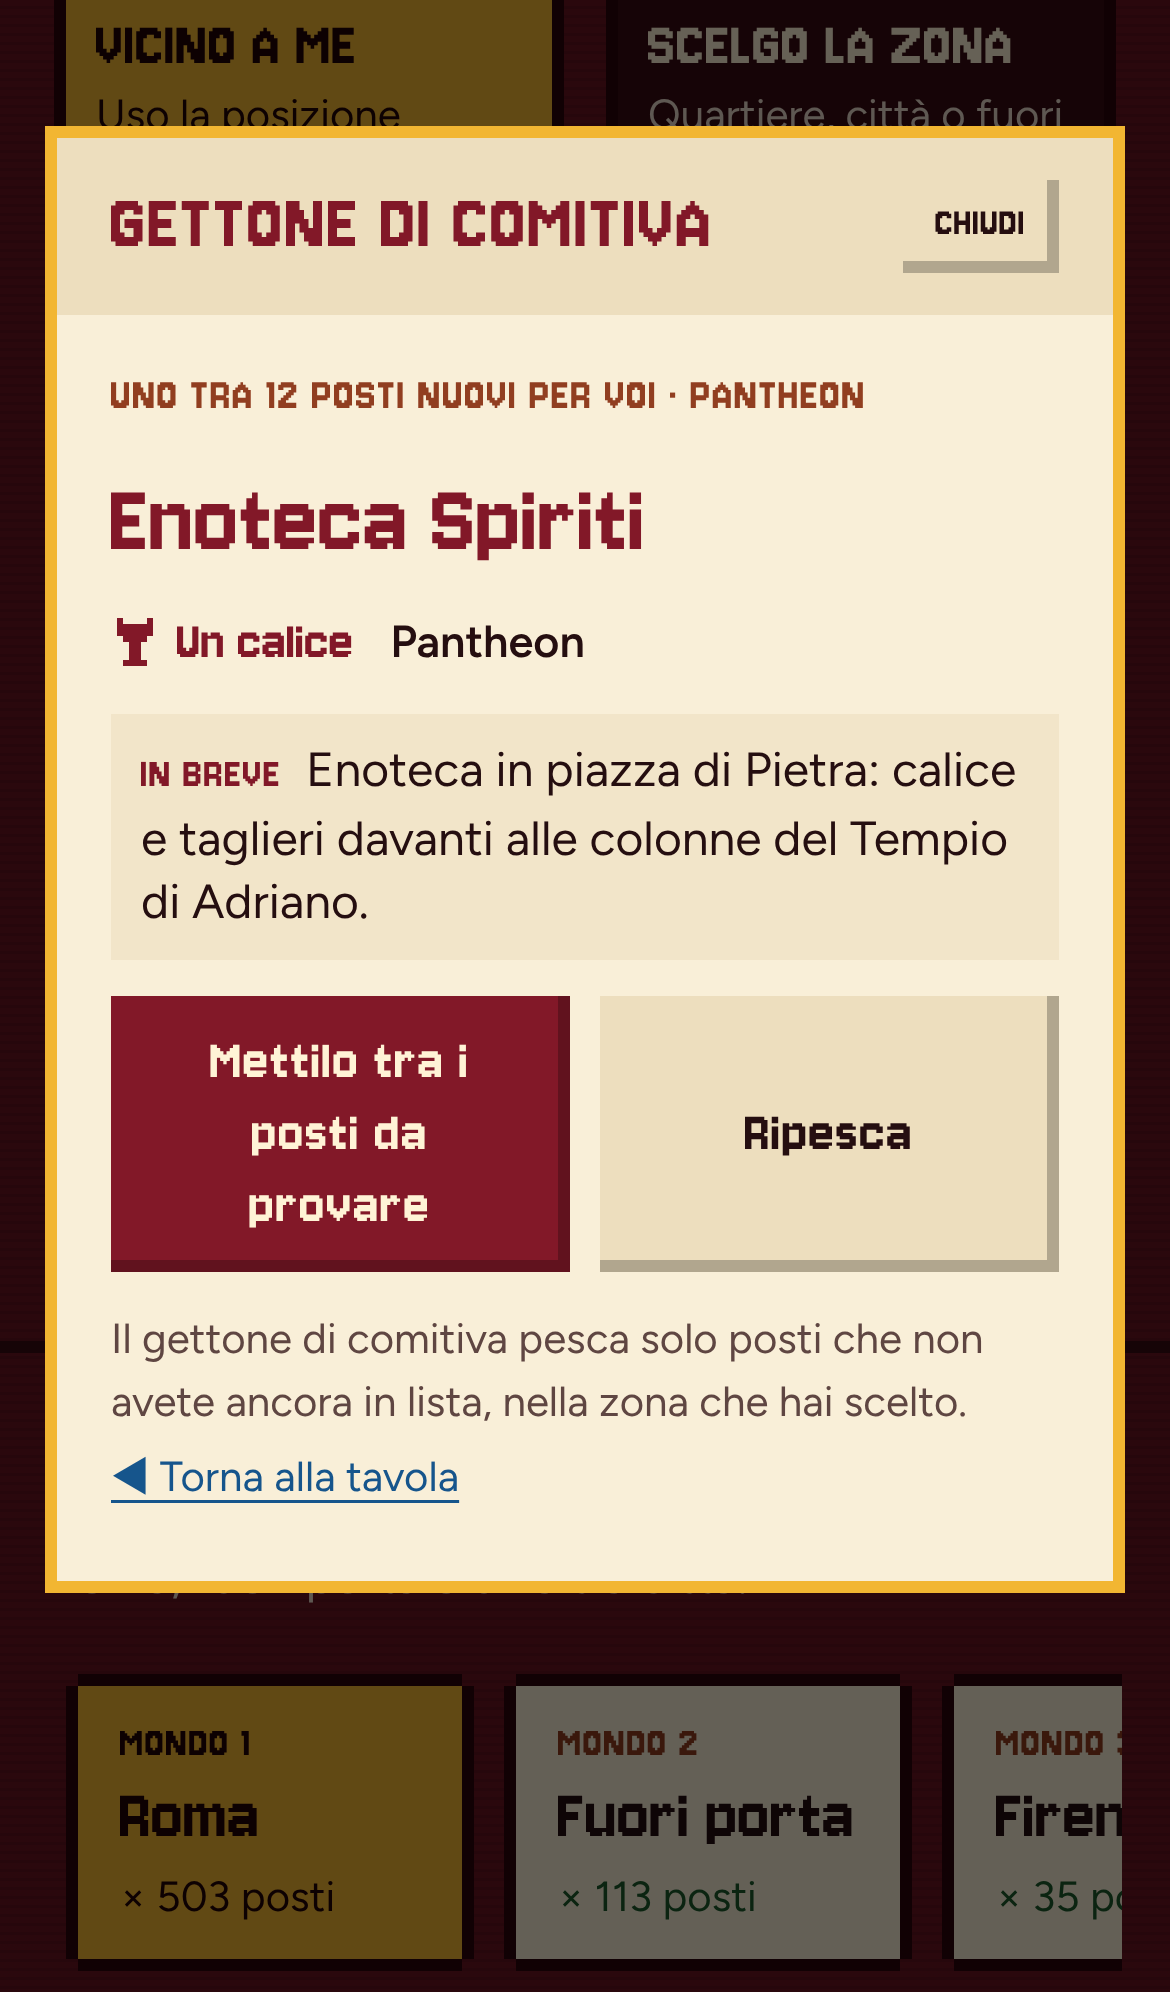 VICINO A ME
SCELGO LA ZONA
Uso la posizione
Quartiere, città o fuori
GETTONE DI COMITIVA
CHIUDI
UNO TRA 12 POSTI NUOVI PER VOI · PANTHEON
Enoteca Spiriti
Un calice Pantheon
IN BREVE Enoteca in piazza di Pietra: calice
e taglieri davanti alle colonne del Tempio
di Adriano.
Mettilo tra i
posti da
provare
Ripesca
Il gettone di comitiva pesca solo posti che non
avete ancora in lista, nella zona che hai scelto.
◀ Torna alla tavola
MONDO 1
Roma
× 503 posti
MONDO 2
Fuori porta
× 113 posti
MONDO
Firen
× 35 po